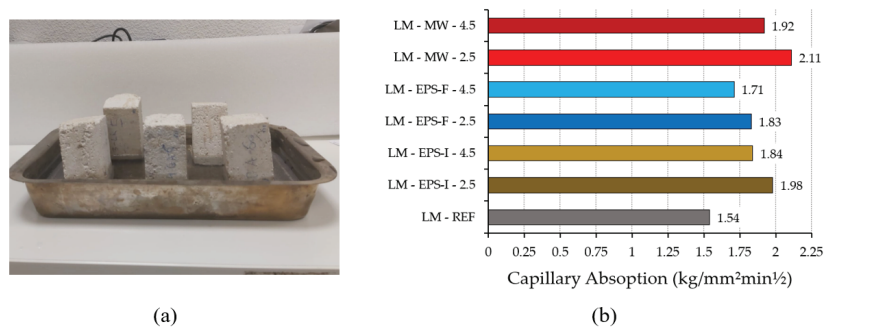 (b)
LM - MW - 4.5 1.92
LM - MW - 2.5 2.11
LM - EPS-F - 4.5 1.71
LM - EPS-F - 2.5 1.83
LM - EPS-I - 4.5 1.84
LM - EPS-I - 2.5 1.98
LM - REF 1.54
0 0.25 0.5 0.75 1 1.25 1.5 1.75 2 2.25
Capillary Absoption (kg/mm²min½)
(a)